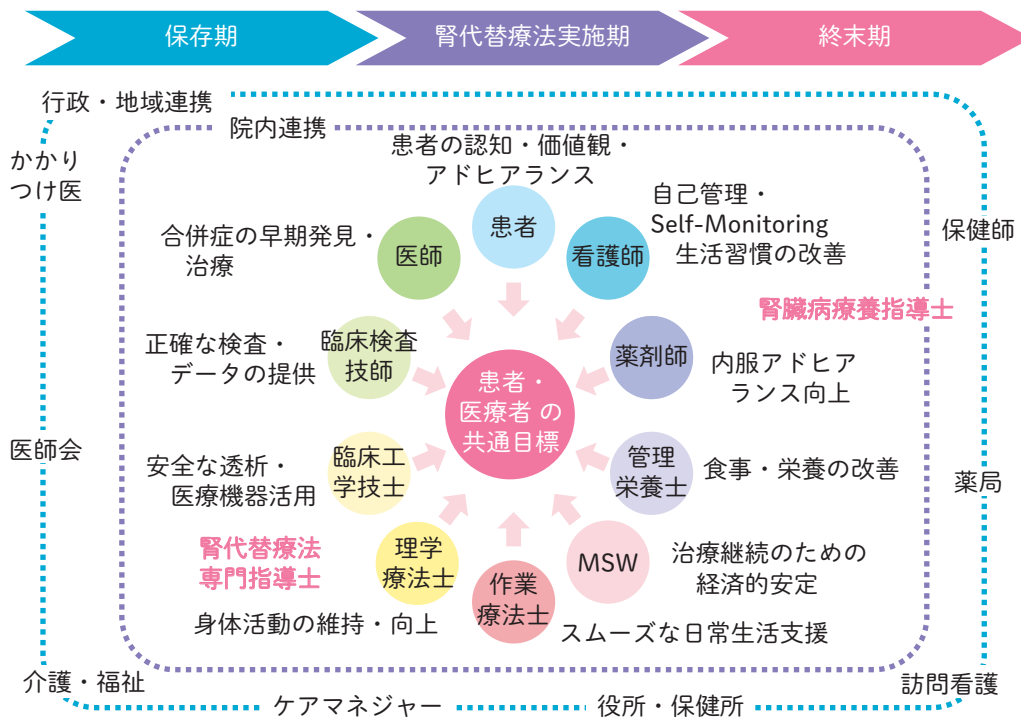 保存期
腎代替療法実施期
終末期
行政・地域連携
院内連携
かかり
つけ医
患者の認知・価値観・
アドヒアランス
患者
自己管理・
Self-Monitoring
生活習慣の改善
看護師
保健師
合併症の早期発見・
治療
医師
腎臓病療養指導士
正確な検査・
データの提供
臨床検査
技師
薬剤師
内服アドヒア
ランス向上
患者・
医療者 の
共通目標
医師会
安全な透析・
医療機器活用
臨床工
学技士
管理
栄養士
食事・栄養の改善
薬局
腎代替療法
専門指導士
理学
療法士
身体活動の維持・向上
作業
療法士
スムーズな日常生活支援
MSW
治療継続のための
経済的安定
介護・福祉
ケアマネジャー
役所・保健所
訪問看護